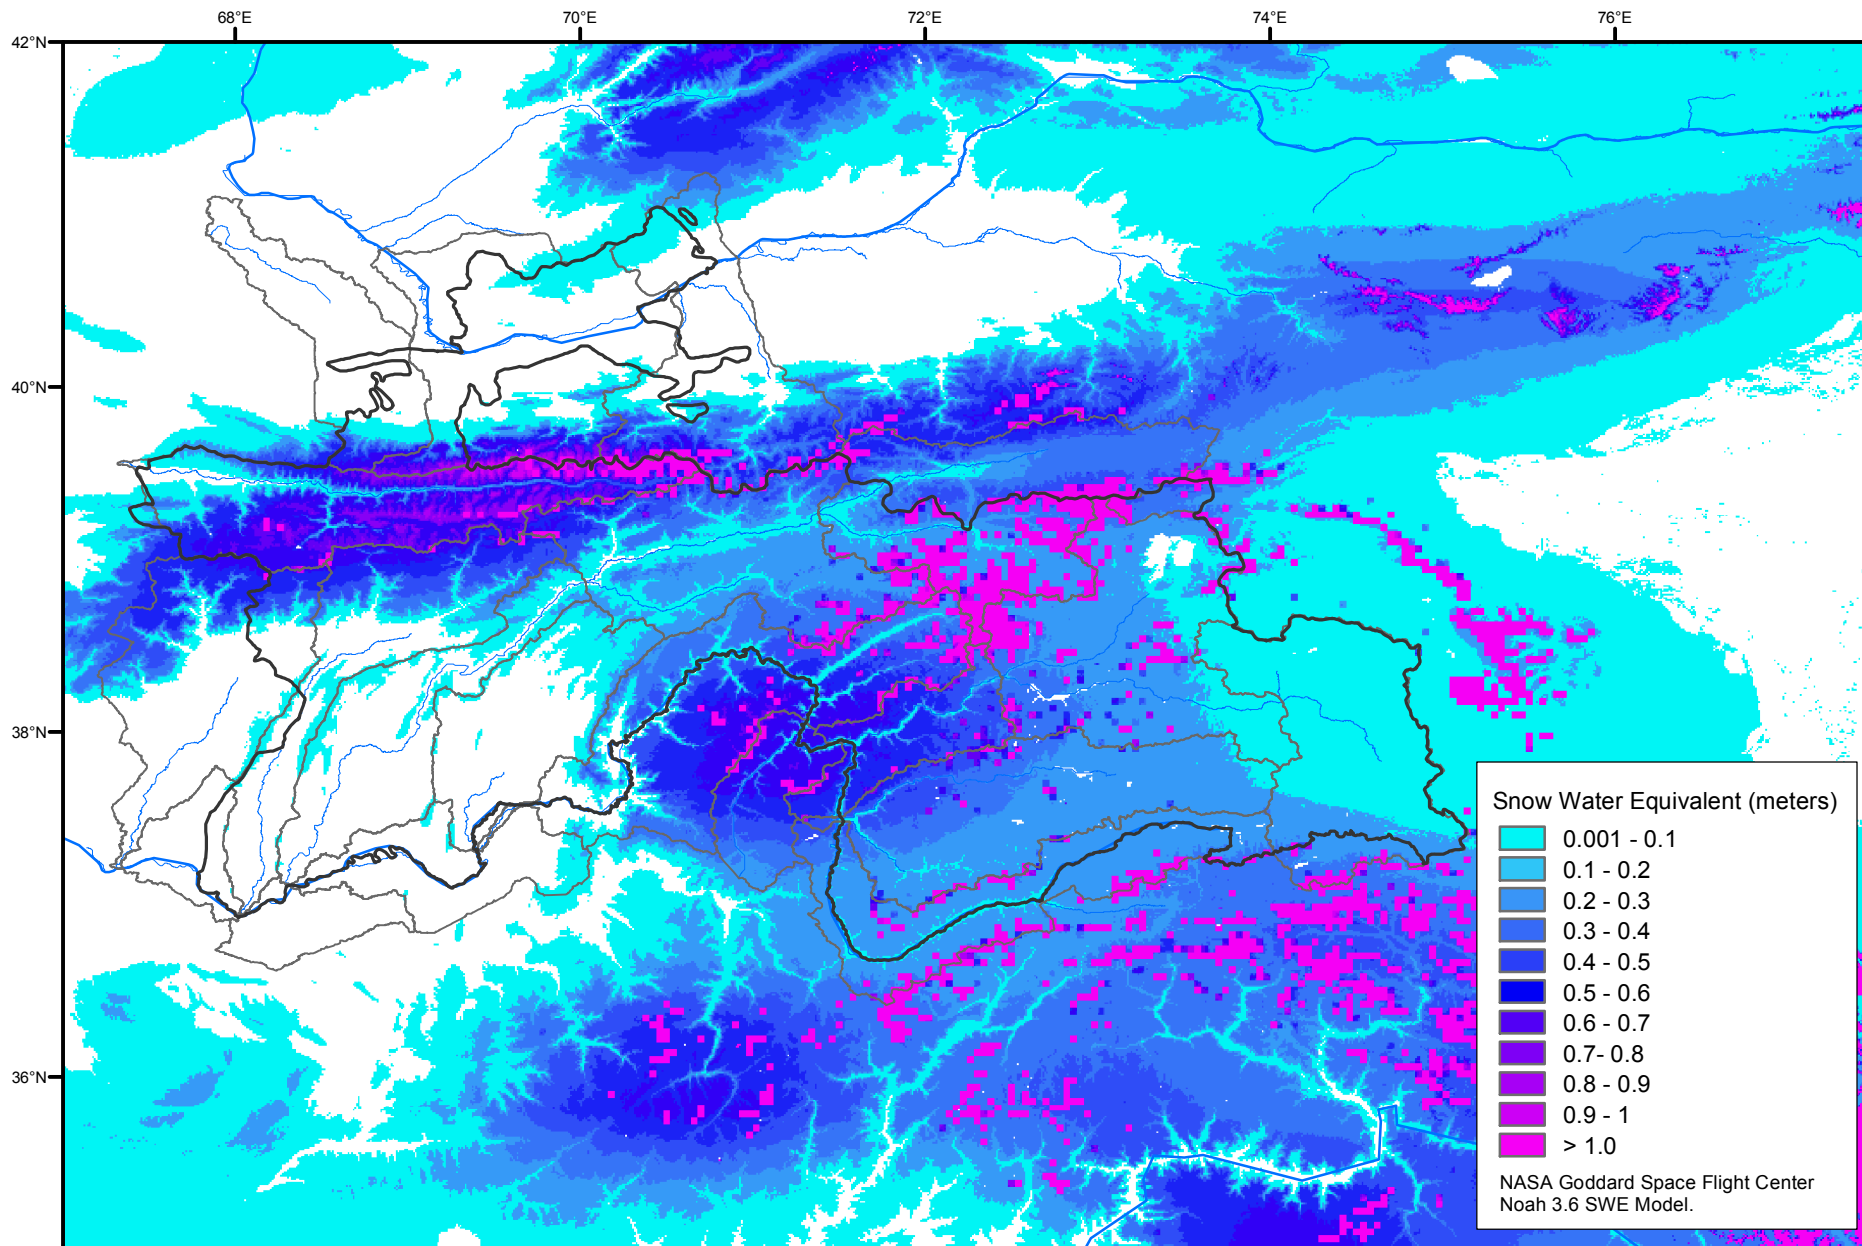 68°E
70°E
72°E
74°E
76°E
42°N
40°N
38°N
36°N
Snow Water Equivalent (meters)
0.001 - 0.1
0.1 - 0.2
0.2 - 0.3
0.3 - 0.4
0.4 - 0.5
0.5 - 0.6
0.6 - 0.7
0.7- 0.8
0.8 - 0.9
0.9 - 1
> 1.0
NASA Goddard Space Flight Center
Noah 3.6 SWE Model.